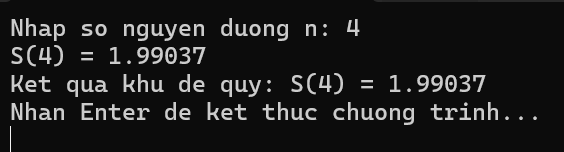 Nhap so nguyen duong n: 4
S(4) = 1.99037
Ket qua khu de quy: S(4) = 1.99037
Nhan Enter de ket thuc chuong trinh...